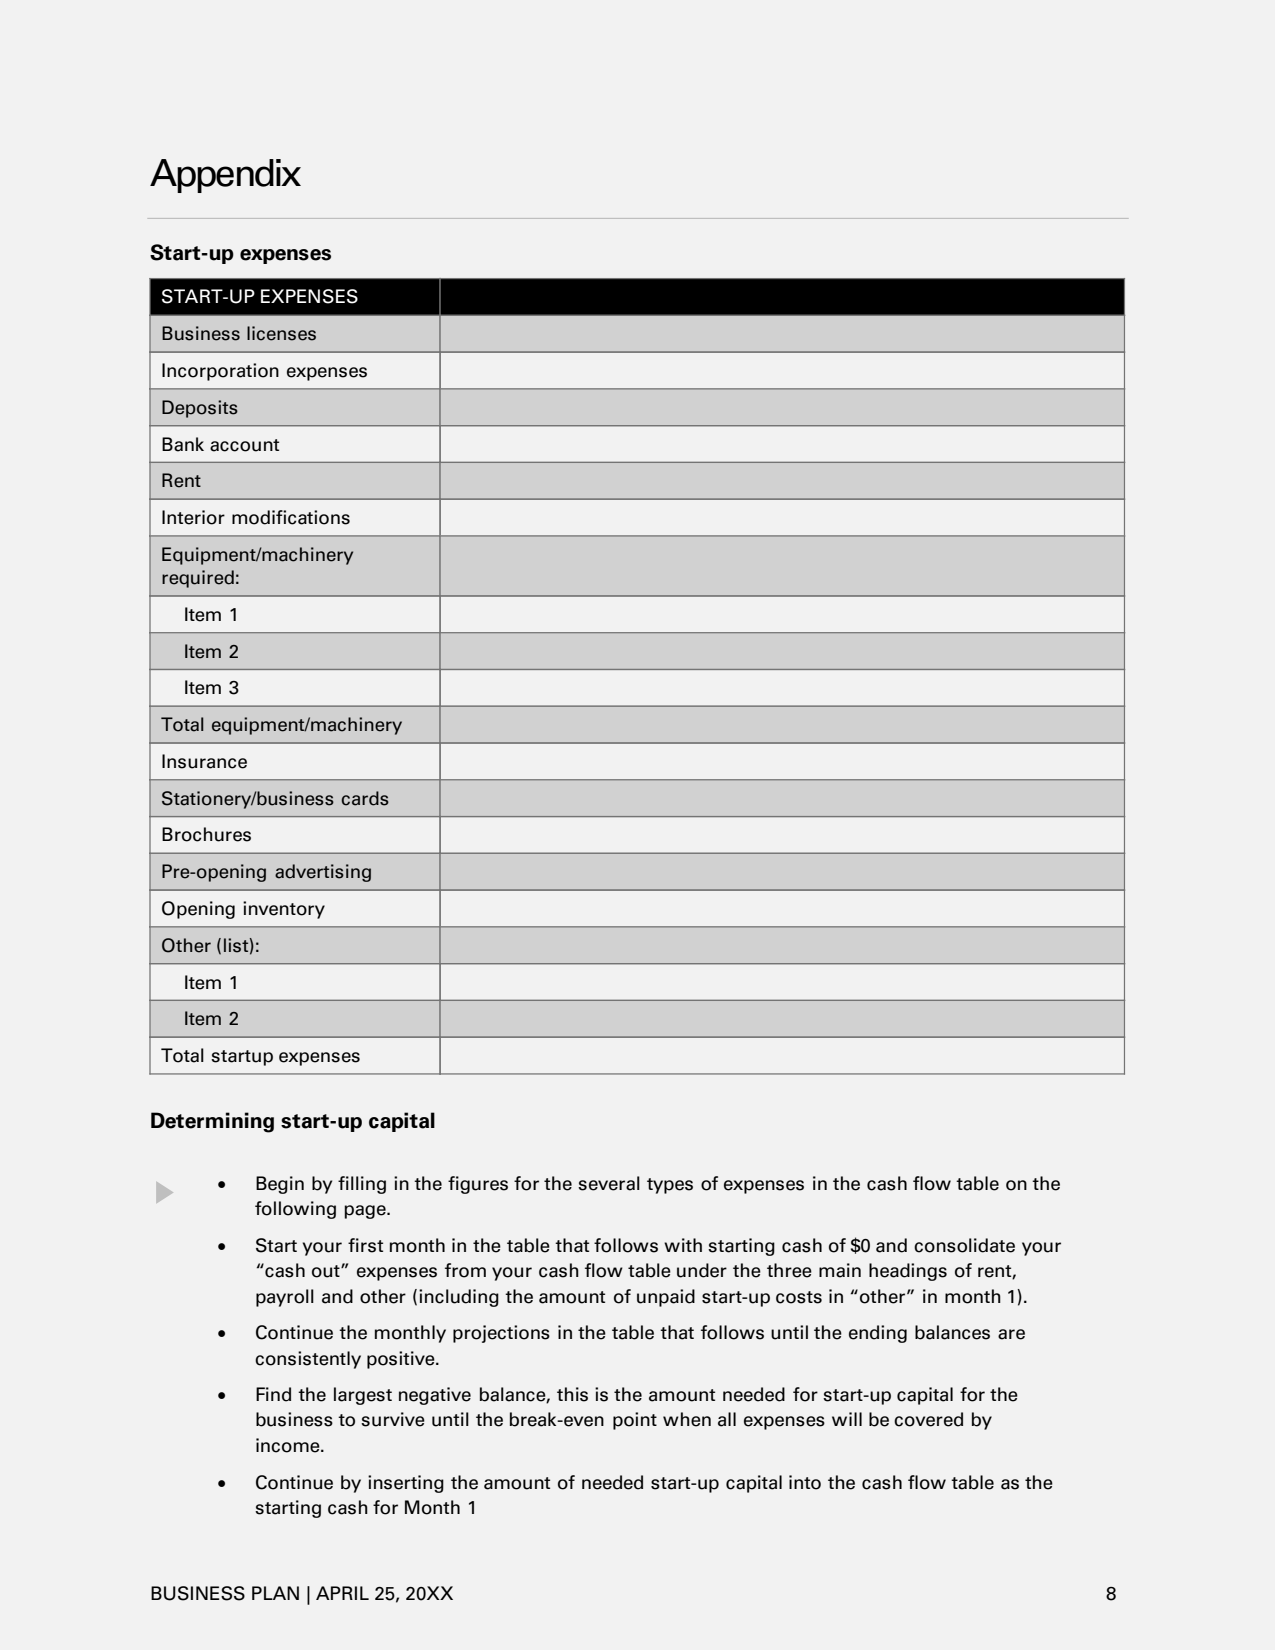 Appendix
Start-up expenses
START-UP EXPENSES
Business licenses
Incorporation expenses
Deposits
Bank account
Rent
Interior modifications
Equipment/machinery
required:
Item 1
Item 2
Item 3
Total equipment/machinery
Insurance
Stationery/business cards
Brochures
Pre-opening advertising
Opening inventory
Other (list):
Item 1
Item 2
Total startup expenses
Determining start-up capital
• Begin by filling in the figures for the several types of expenses in the cash flow table on the
following page.
• Start your first month in the table that follows with starting cash of $0 and consolidate your
“cash out” expenses from your cash flow table under the three main headings of rent,
payroll and other (including the amount of unpaid start-up costs in “other” in month 1).
• Continue the monthly projections in the table that follows until the ending balances are
consistently positive.
• Find the largest negative balance, this is the amount needed for start-up capital for the
business to survive until the break-even point when all expenses will be covered by
income.
• Continue by inserting the amount of needed start-up capital into the cash flow table as the
starting cash for Month 1
BUSINESS PLAN | APRIL 25, 20XX 8